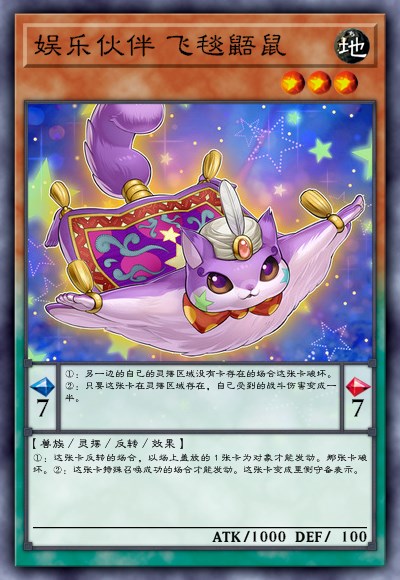 娱乐伙伴 飞毯鼯鼠
地
①：另一边的自己的灵摆区域没有卡存在的场合这张卡破坏。
②：只要这张卡在灵摆区域存在，自己受到的战斗伤害变成一
半。
7
7
【兽族／灵摆／反转／效果】
①：这张卡反转的场合，以场上盖放的1张卡为对象才能发动。那张卡破
坏。②：这张卡特殊召唤成功的场合才能发动。这张卡变成里侧守备表示。
ATK/1000 DEF/ 100